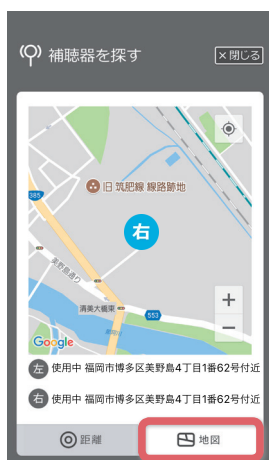 補聴器を探す
×閉じる
旧 筑肥線 線路跡地
385
右
美野島通り
清美大橋東
553
+
−
Google
左 使用中 福岡市博多区美野島4丁目1番62号付近
右 使用中 福岡市博多区美野島4丁目1番62号付近
距離
地図